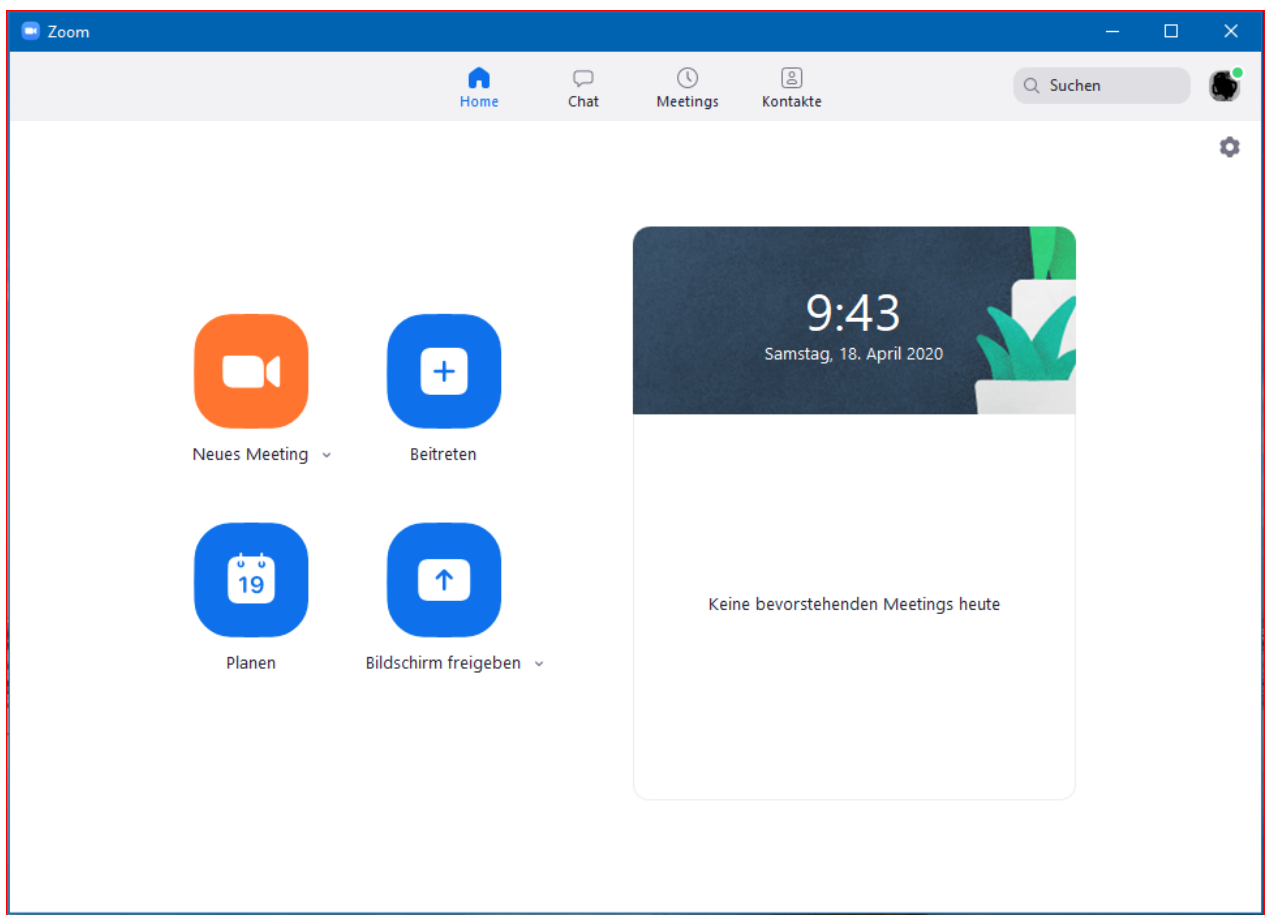 Zoom
Home
Chat
Meetings
Kontakte
Suchen
9:43
Samstag, 18. April 2020
Neues Meeting
Beitreten
19
Planen
Bildschirm freigeben
Keine bevorstehenden Meetings heute